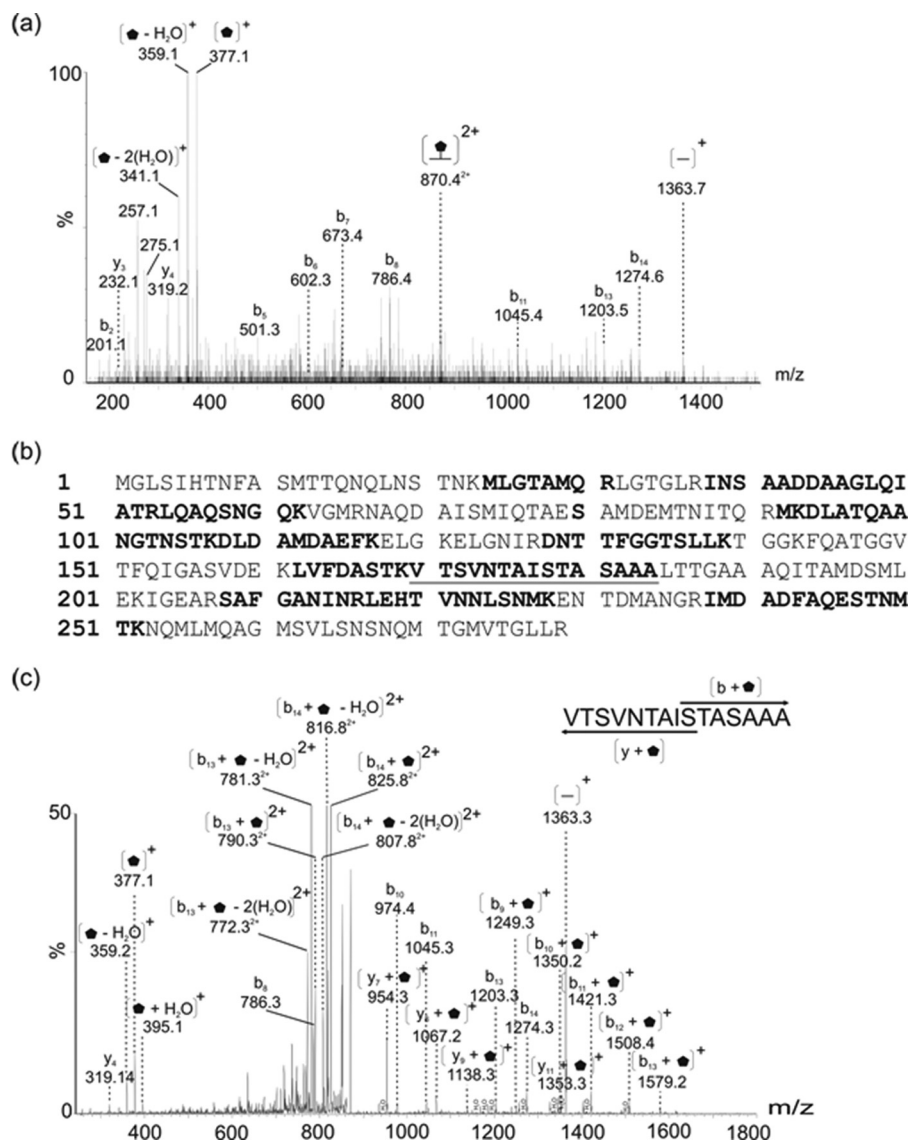 (a)
[⬟ - H₂O]⁺
359.1
[⬟]⁺
377.1
100
[⬟ - 2(H₂O)]⁺
341.1
257.1
275.1
y₃
232.1
y₄
319.2
b₂
201.1
b₅
501.3
b₆
602.3
b₇
673.4
b₈
786.4
[⬟]²⁺
870.4²⁺
b₁₁
1045.4
b₁₃
1203.5
b₁₄
1274.6
[—]⁺
1363.7
%
0
200 400 600 800 1000 1200 1400
m/z
(b)
1 MGLSIHTNFA SMTTQNQLNS TNKMLGTAMQ RLGTGLRINS AADDAAGLQI
51 ATRLQAQSNG QKVGMRNAQD AISMIQTAES AMDEMTNITQ RMKDLATQAA
101 NGTNSTKDLD AMDAEFKELG KELGNIRDNT TFGGTSLLKT GGKFQATGGV
151 TFQIGASVDE KLVFDASTKV TSVNTAISTA SAAALTTGAA AQITAMDSML
201 EKIGEARSAF GANINRLEHT VNNLSNMKEN TDMANGRIMD ADFAQESTNM
251 TKNQMLMQAG MSVLSNSNQM TGMVTGLLR
(c)
[b₁₄ + ⬟ - H₂O]²⁺
816.8²⁺
[b₁₃ + ⬟ - H₂O]²⁺
781.3²⁺
[b₁₄ + ⬟]²⁺
825.8²⁺
[b₁₃ + ⬟]²⁺
790.3²⁺
[b₁₄ + ⬟ - 2(H₂O)]²⁺
807.8²⁺
[b₁₃ + ⬟ - 2(H₂O)]²⁺
772.3²⁺
[b + ⬟]
VTSVNTAISTASAAA
[y + ⬟]
50
[⬟]⁺
377.1
[⬟ - H₂O]⁺
359.2
[⬟ + H₂O]⁺
395.1
y₄
319.14
b₈
786.3
b₁₀
974.4
b₁₁
1045.3
[y₇ + ⬟]⁺
954.3
[y₈ + ⬟]⁺
1067.2
[y₉ + ⬟]⁺
1138.3
b₁₃
1203.3
[b₉ + ⬟]⁺
1249.3
b₁₄
1274.3
[—]⁺
1363.3
[b₁₀ + ⬟]⁺
1350.2
[y₁₁ + ⬟]⁺
1353.3
[b₁₁ + ⬟]⁺
1421.3
[b₁₂ + ⬟]⁺
1508.4
[b₁₃ + ⬟]⁺
1579.2
%
0
400 600 800 1000 1200 1400 1600 1800
m/z